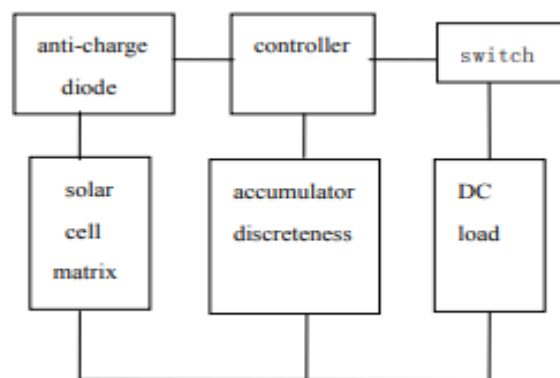 anti-charge
diode
controller
switch
solar
cell
matrix
accumulator
discreteness
DC
load